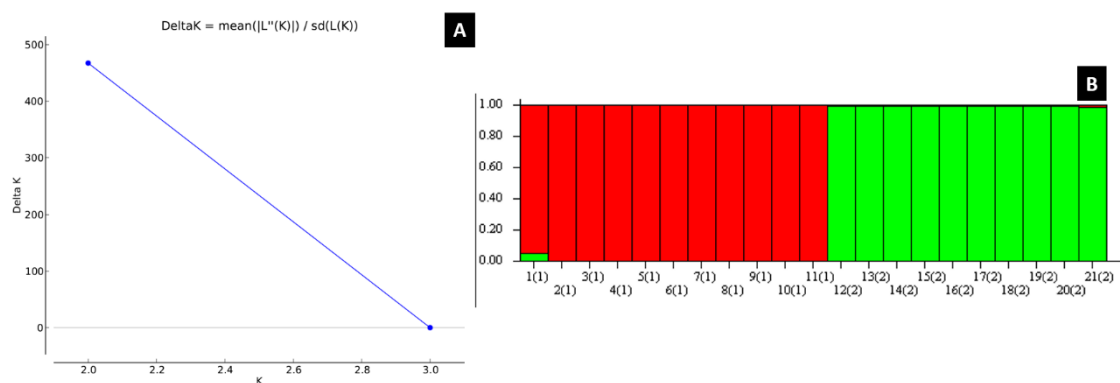 DeltaK = mean(|L"(K)|) / sd(L(K))
A
500
400
300
200
100
0
Delta K
2.0 2.2 2.4 2.6 2.8 3.0
K
B
1.00
0.80
0.60
0.40
0.20
0.00
1(1) 3(1) 5(1) 7(1) 9(1) 11(1) 13(2) 15(2) 17(2) 19(2) 21(2)
2(1) 4(1) 6(1) 8(1) 10(1) 12(2) 14(2) 16(2) 18(2) 20(2)